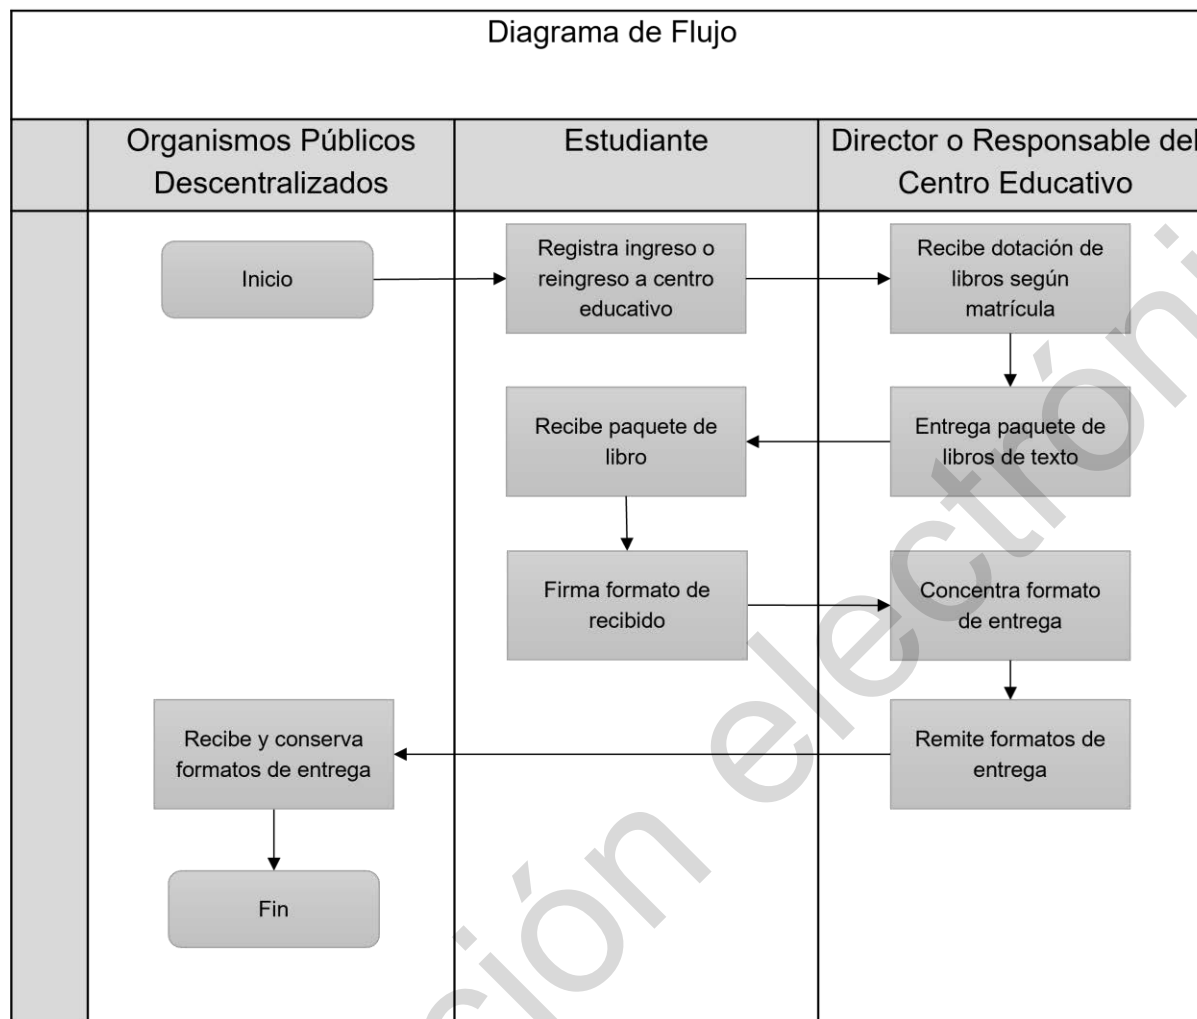 Diagrama de Flujo
Organismos Públicos
Descentralizados
Estudiante
Director o Responsable del
Centro Educativo
Inicio
Registra ingreso o
reingreso a centro
educativo
Recibe dotación de
libros según
matrícula
Recibe paquete de
libro
Entrega paquete de
libros de texto
Firma formato de
recibido
Concentra formato
de entrega
Recibe y conserva
formatos de entrega
Remite formatos de
entrega
Fin
ción electróni